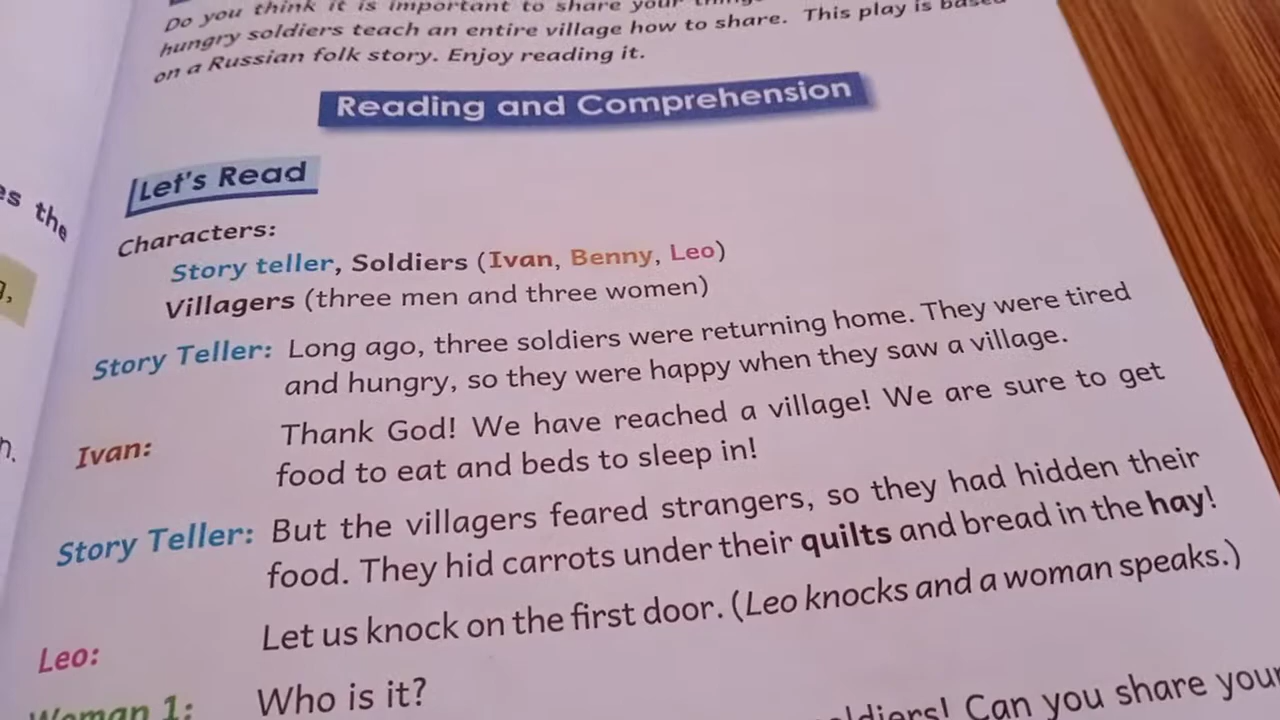 Do you think it is important to share your
hungry soldiers teach an entire village how to share. This play is based
on a Russian folk story. Enjoy reading it.
Reading and Comprehension
Let's Read
Characters:
Story teller, Soldiers (Ivan, Benny, Leo)
Villagers (three men and three women)
Story Teller: Long ago, three soldiers were returning home. They were tired
and hungry, so they were happy when they saw a village.
Ivan: Thank God! We have reached a village! We are sure to get
food to eat and beds to sleep in!
Story Teller: But the villagers feared strangers, so they had hidden their
food. They hid carrots under their quilts and bread in the hay!
Leo: Let us knock on the first door. (Leo knocks and a woman speaks.)
Woman 1: Who is it?
Can you share your
the